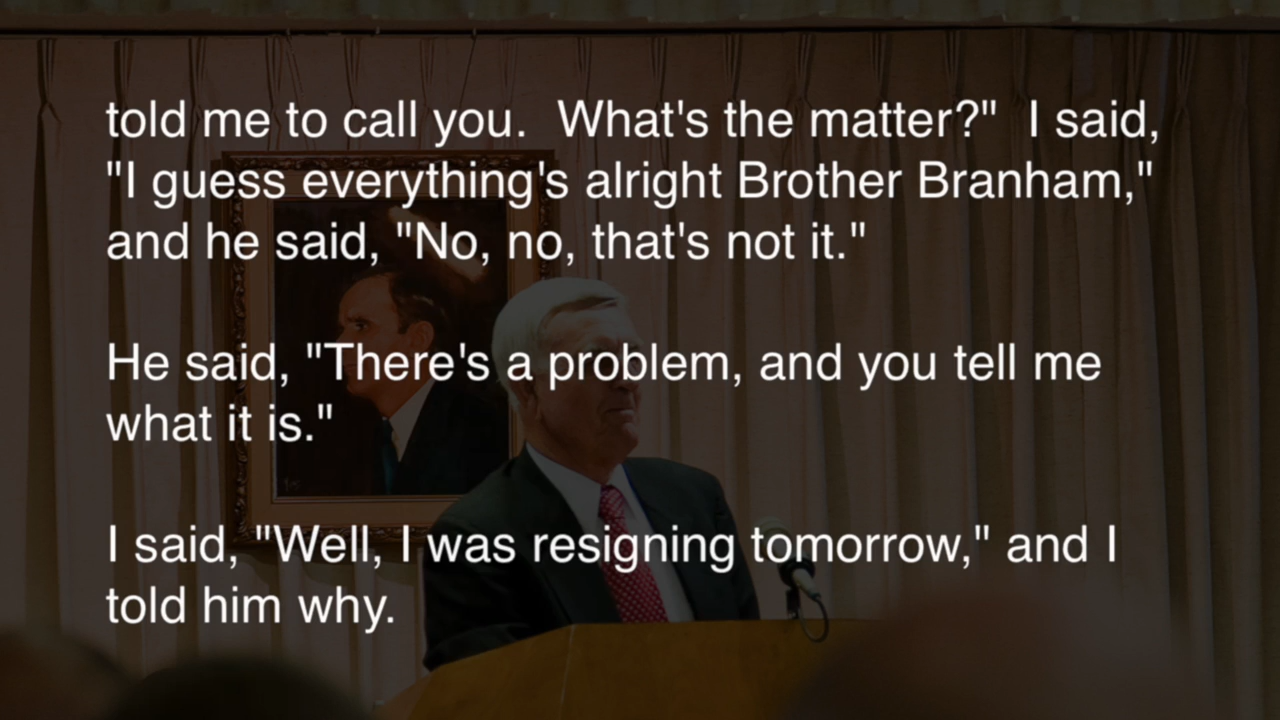 told me to call you.  What's the matter?"  I said,
"I guess everything's alright Brother Branham,"
and he said, "No, no, that's not it."
He said, "There's a problem, and you tell me
what it is."
I said, "Well, I was resigning tomorrow," and I
told him why.